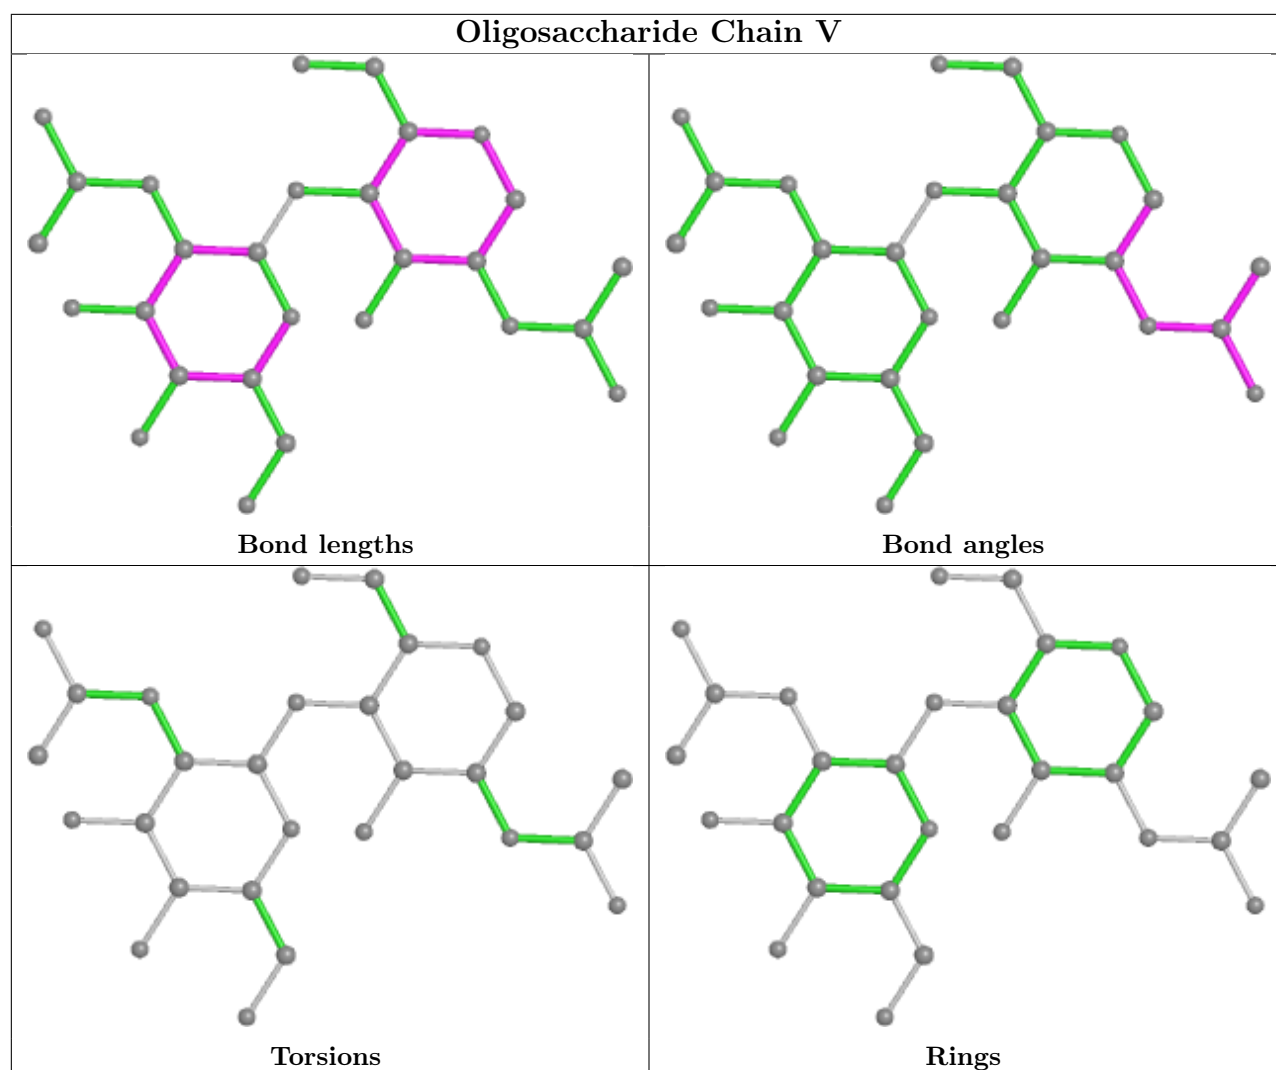 Oligosaccharide Chain V
Bond lengths
Bond angles
Torsions
Rings